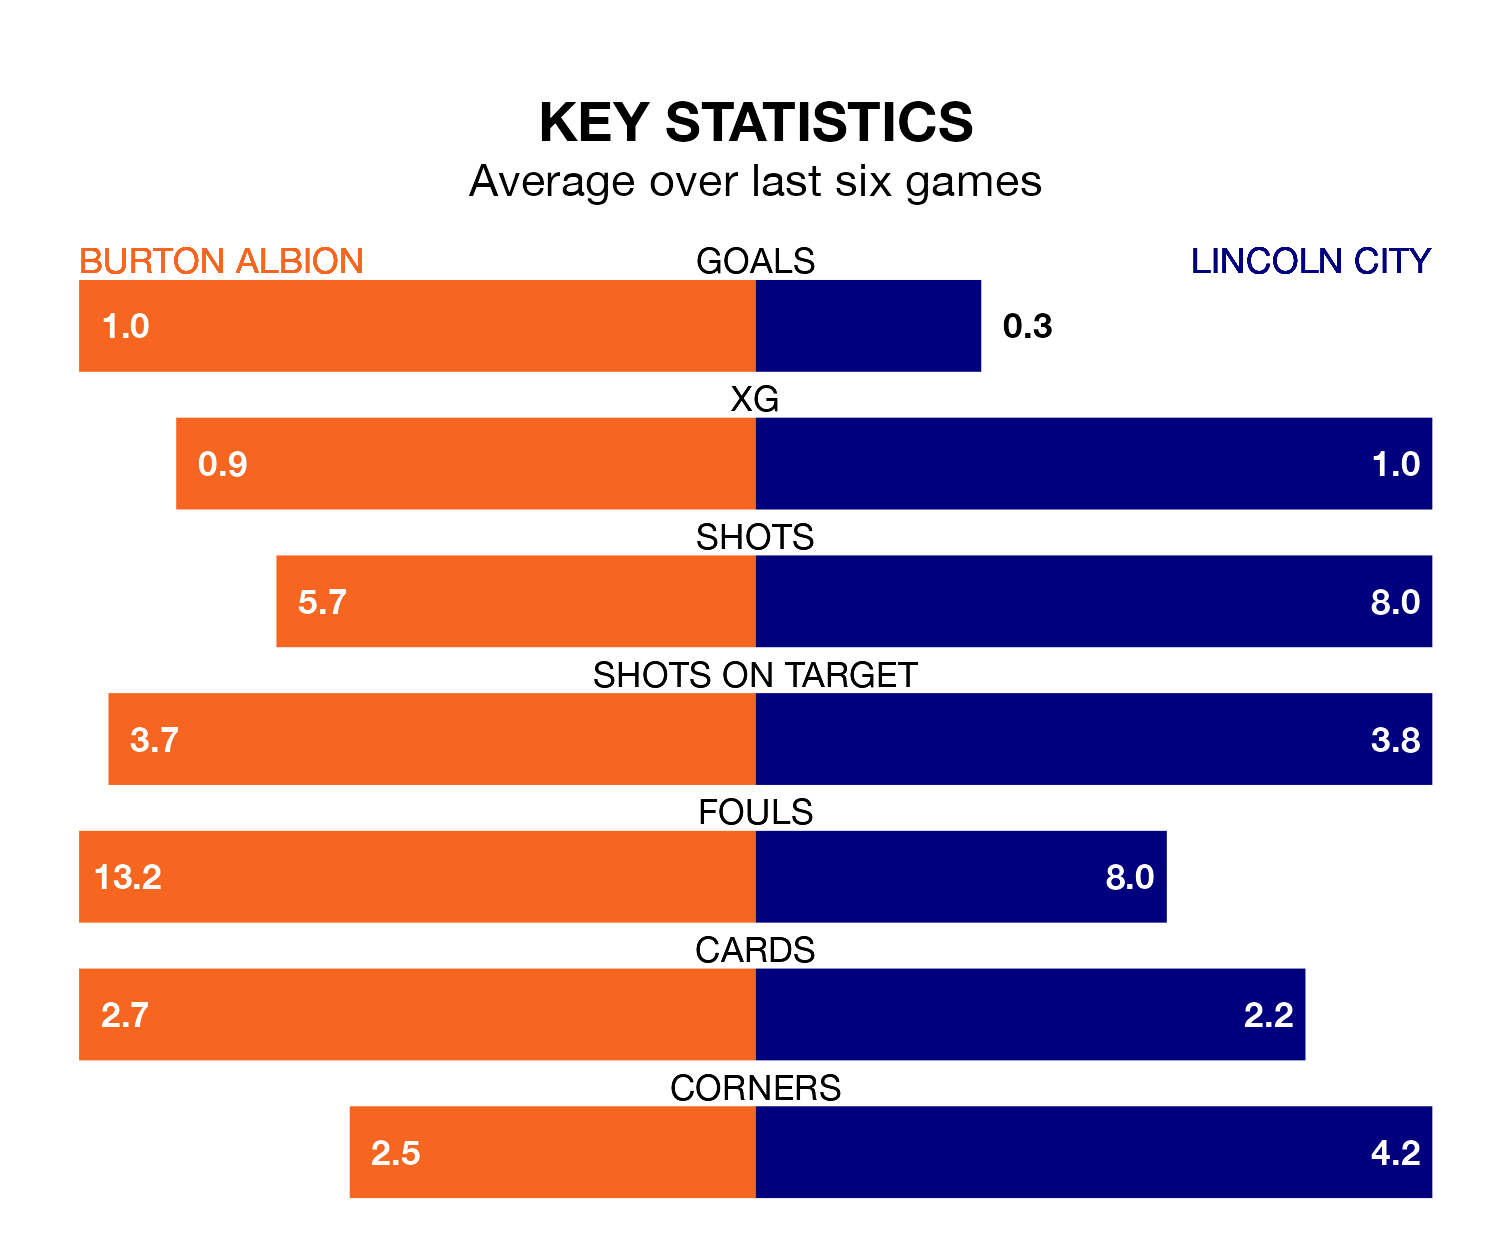 KEY STATISTICS
Average over last six games
BURTON ALBION GOALS LINCOLN CITY
1.0 0.3
XG
0.9 1.0
SHOTS
5.7 8.0
SHOTS ON TARGET
3.7 3.8
FOULS
13.2 8.0
CARDS
2.7 2.2
CORNERS
2.5 4.2